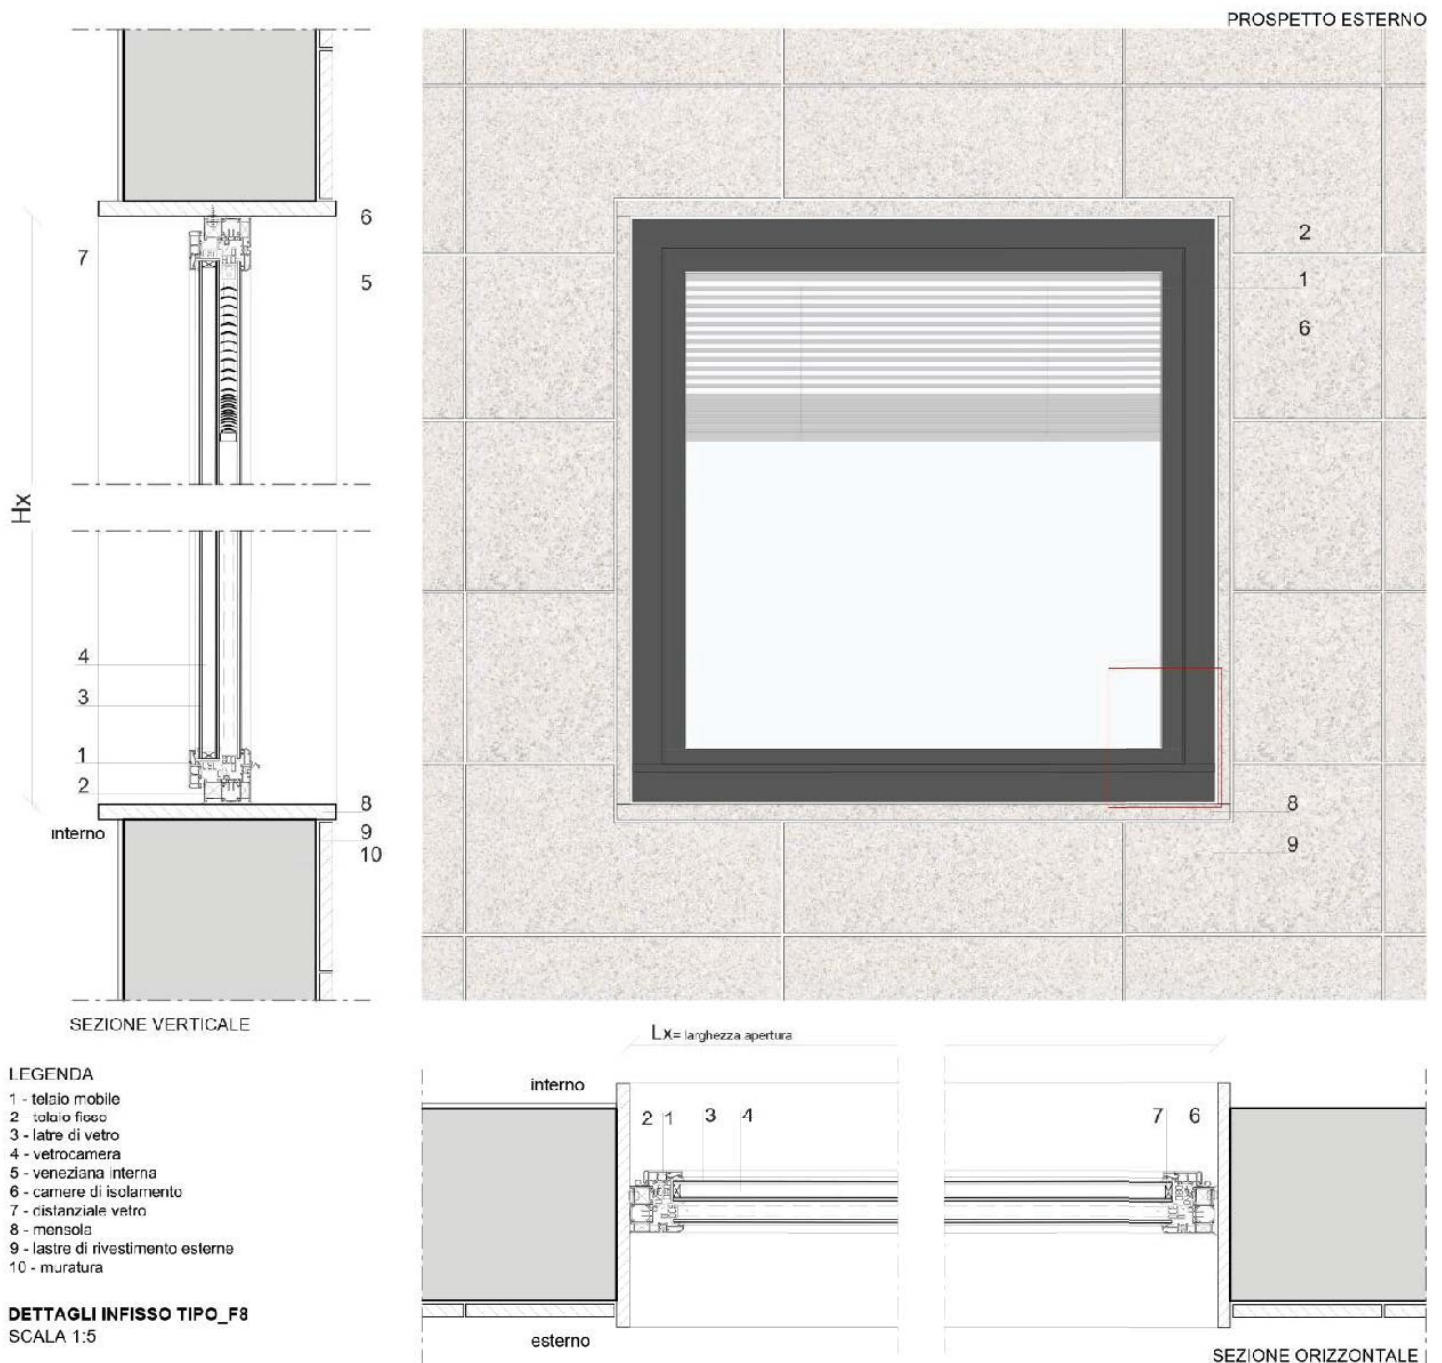 PROSPETTO ESTERNO
6
7
5
2
1
6
Hx
4
3
1
2
8
interno
9
10
8
9
SEZIONE VERTICALE
Lx= larghezza apertura
LEGENDA
1 - telaio mobile
2 telaio fisso
3 - latre di vetro
4 - vetrocamera
5 - veneziana interna
6 - camere di isolamento
7 - distanziale vetro
8 - mensola
9 - lastre di rivestimento esterne
10 - muratura
DETTAGLI INFISSO TIPO_F8
SCALA 1:5
interno
2 1 3 4 7 6
esterno
SEZIONE ORIZZONTALE